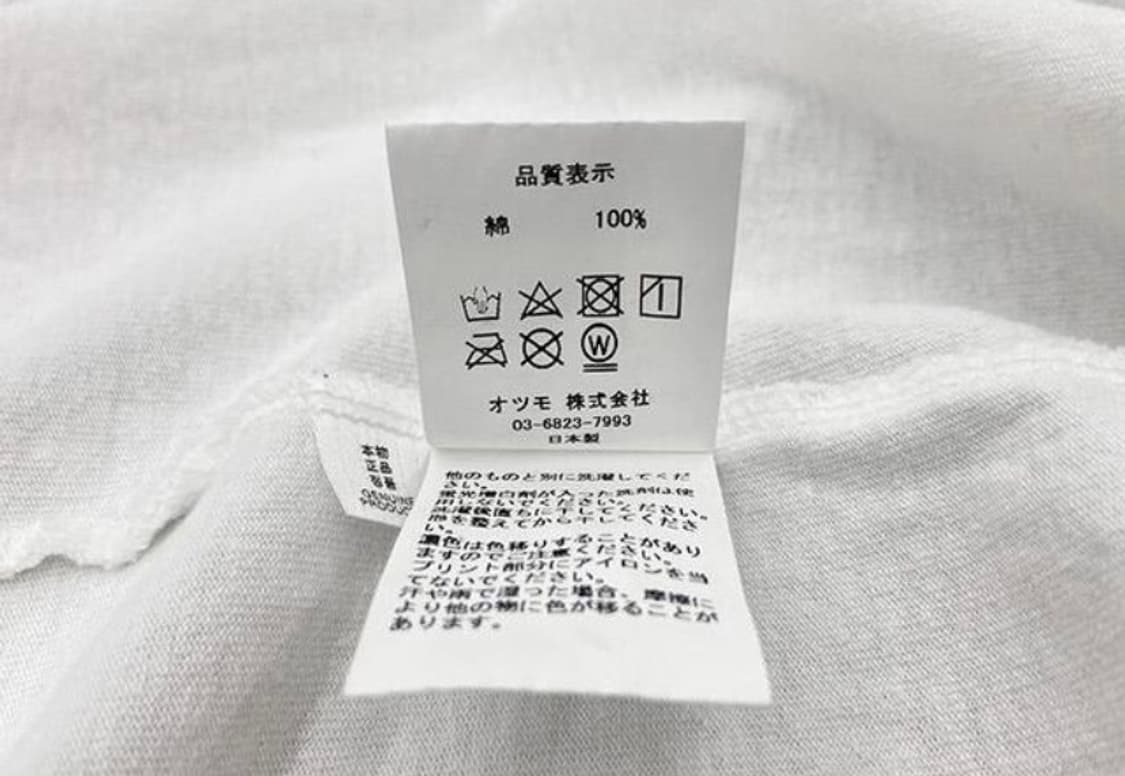 品質表示
綿 100%
W
オツモ 株式会社
03-6823-7993
日本製
本物
正品
容量
GENUINE
PRODUC
他のものと別に洗濯してくだ
さい。
蛍光増白剤が入った洗剤は使
用しないでください。
洗濯後直ちに干してください。
形を整えてから干してくださ
い。
濃色は色移りすることがあり
ますのでご注意ください。
プリント部分にアイロンを当
てないでください。
汗や雨で湿った場合、摩擦に
より他の物に色が移ることが
あります。